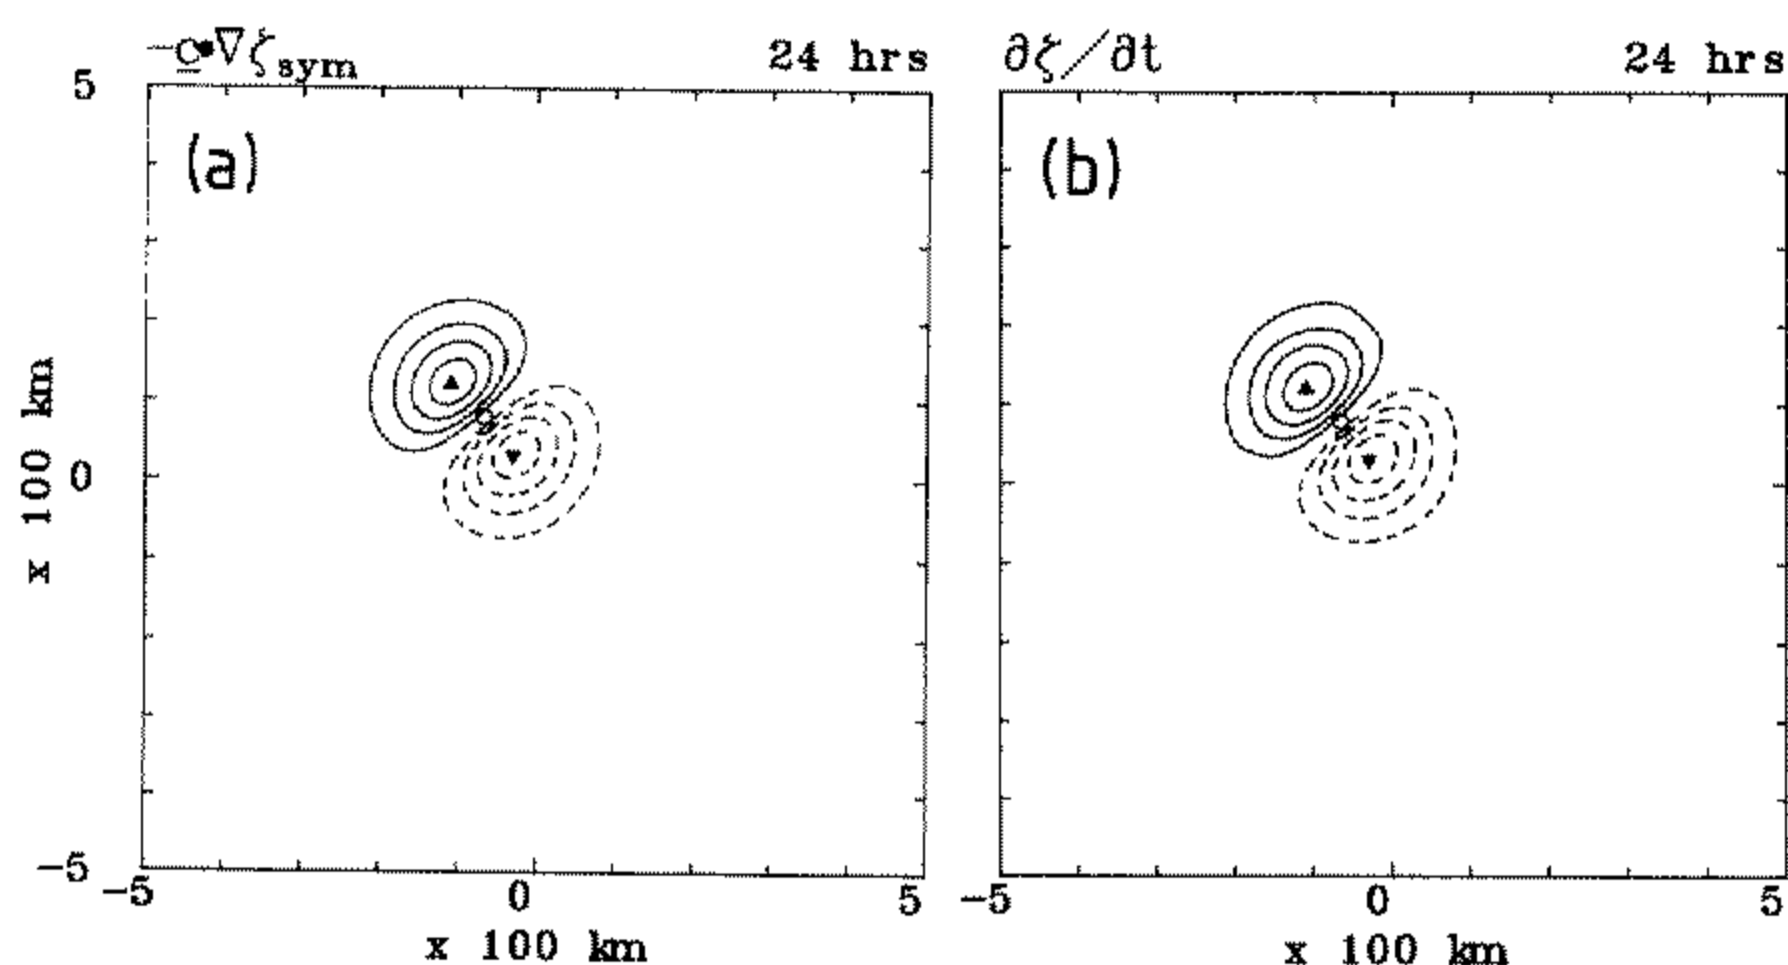 −c•∇ζsym 24 hrs ∂ζ/∂t 24 hrs
5
(a) (b)
x 100 km
0
−5
−5 0 5 −5 0 5
x 100 km x 100 km